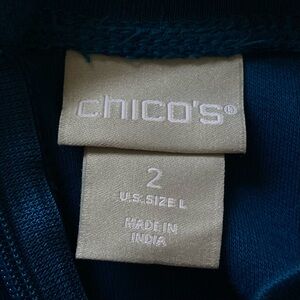 chico's®
2
U.S. SIZE L
MADE IN
INDIA